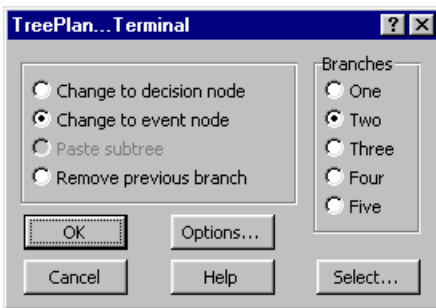 TreePlan...Terminal
Branches
Change to decision node
One
Change to event node
Two
Paste subtree
Three
Remove previous branch
Four
Five
OK
Options...
Cancel
Help
Select...